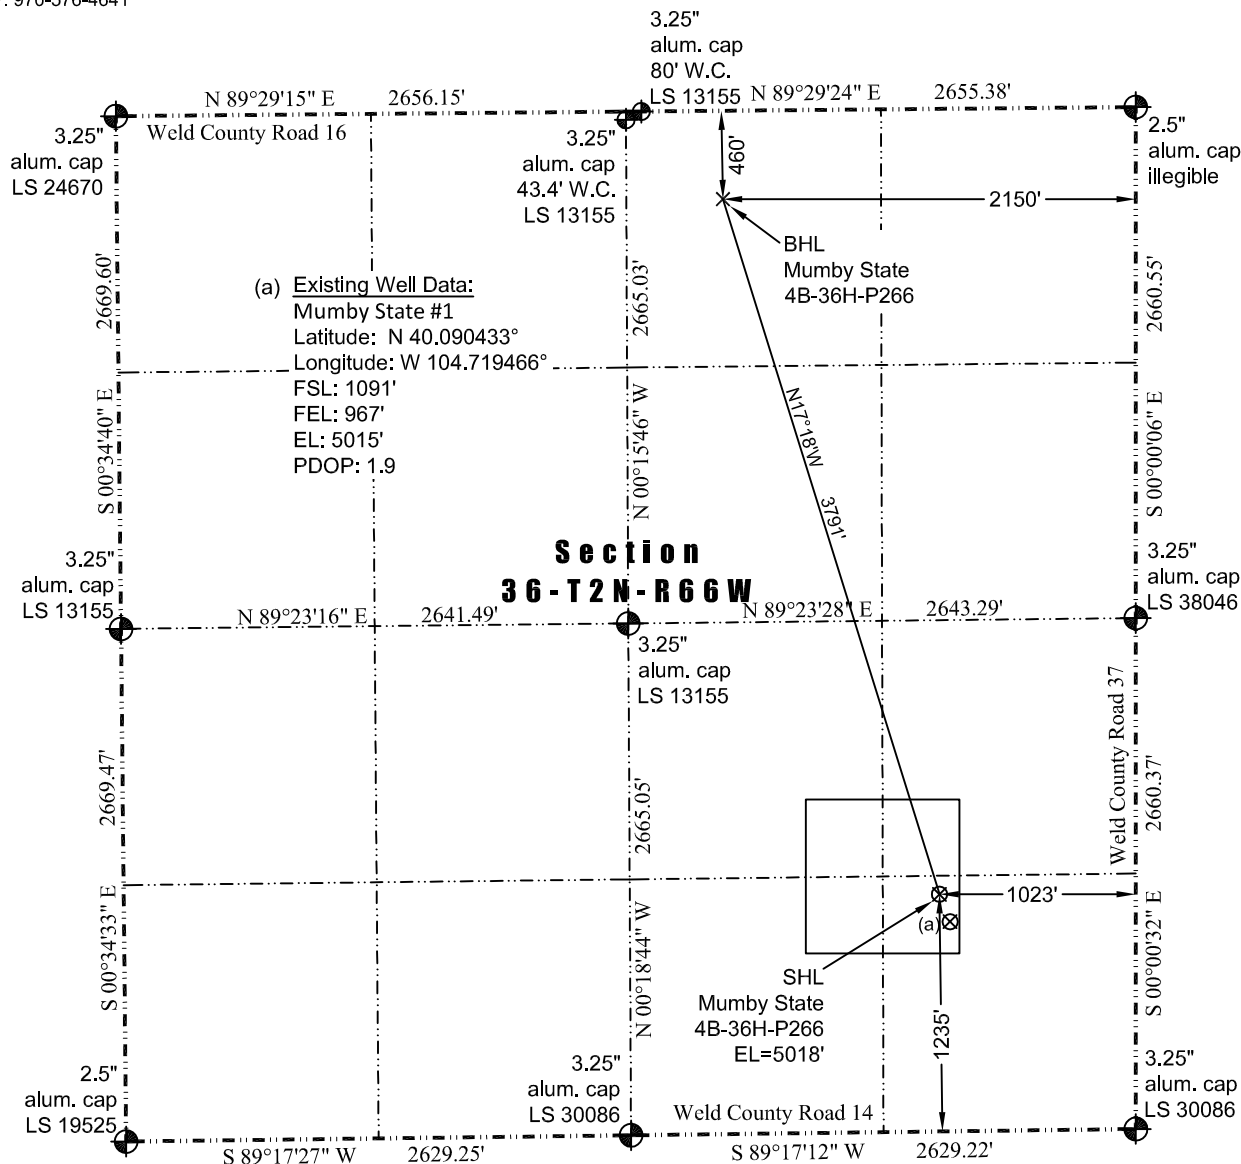 3.25"
alum. cap
80' W.C.
LS 13155
N 89°29'15" E 2656.15'
N 89°29'24" E 2655.38'
Weld County Road 16
3.25"
alum. cap
LS 24670
3.25"
alum. cap
43.4' W.C.
LS 13155
460'
2.5"
alum. cap
illegible
2150'
BHL
Mumby State
4B-36H-P266
2669.60'
2665.03'
2660.55'
(a) Existing Well Data:
Mumby State #1
Latitude: N 40.090433°
Longitude: W 104.719466°
FSL: 1091'
FEL: 967'
EL: 5015'
PDOP: 1.9
S 00°34'40" E
N 00°15'46" W
N17°18'W
3791'
S 00°00'06" E
Section
36-T2N-R66W
3.25"
alum. cap
LS 13155
3.25"
alum. cap
LS 38046
N 89°23'16" E 2641.49'
N 89°23'28" E 2643.29'
3.25"
alum. cap
LS 13155
2669.47'
2665.05'
Weld County Road 37
2660.37'
S 00°34'33" E
N 00°18'44" W
1023'
(a)
S 00°00'32" E
SHL
Mumby State
4B-36H-P266
EL=5018'
1235'
2.5"
alum. cap
LS 19525
3.25"
alum. cap
LS 30086
Weld County Road 14
3.25"
alum. cap
LS 30086
S 89°17'27" W 2629.25'
S 89°17'12" W 2629.22'